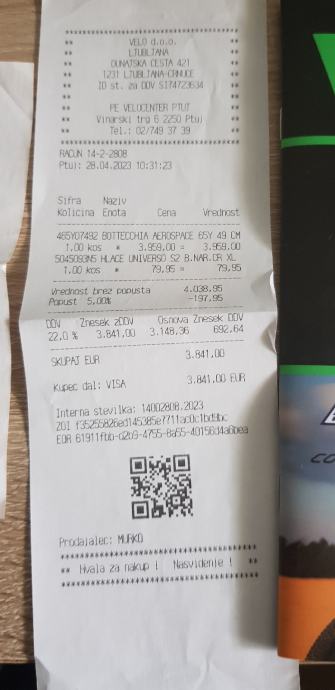 *****************************
** VELO d.o.o. **
** LJUBLJANA **
** DUNAJSKA CESTA 421 **
** 1231 LJUBLJANA-CRNUCE **
** ID st. za DDV SI74723634 **
** **
** PE VELOCENTER PTUJ **
** Vinarski trg 6 2250 Ptuj **
** Tel.: 02/749 37 39 **
*****************************
RACUN 14-2-2808
Ptuj: 28.04.2023 10:31:23
Sifra Naziv
Kolicina Enota Cena Vrednost
465Y07492 BOTTECCHIA AEROSPACE 65Y 49 CM
1,00 kos * 3.959,00 = 3.959,00
HLACE UNIVERSO S2 B.NAR.CR XL
1,00 kos * 79,95 = 79,95
Vrednost brez popusta 4.038,95
Popust 5,00% -197,95
DDV Znesek zDDV Osnova Znesek DDV
22,0 % 3.841,00 3.148,36 692,64
SKUPAJ EUR 3.841,00
Kupec dal: VISA 3.841,00 EUR
Interna stevilka: 14002808.2023
ZOI
EOR
Prodajalec: MURKO
*****************************
** Hvala za nakup ! Nasvidenje ! **
*****************************